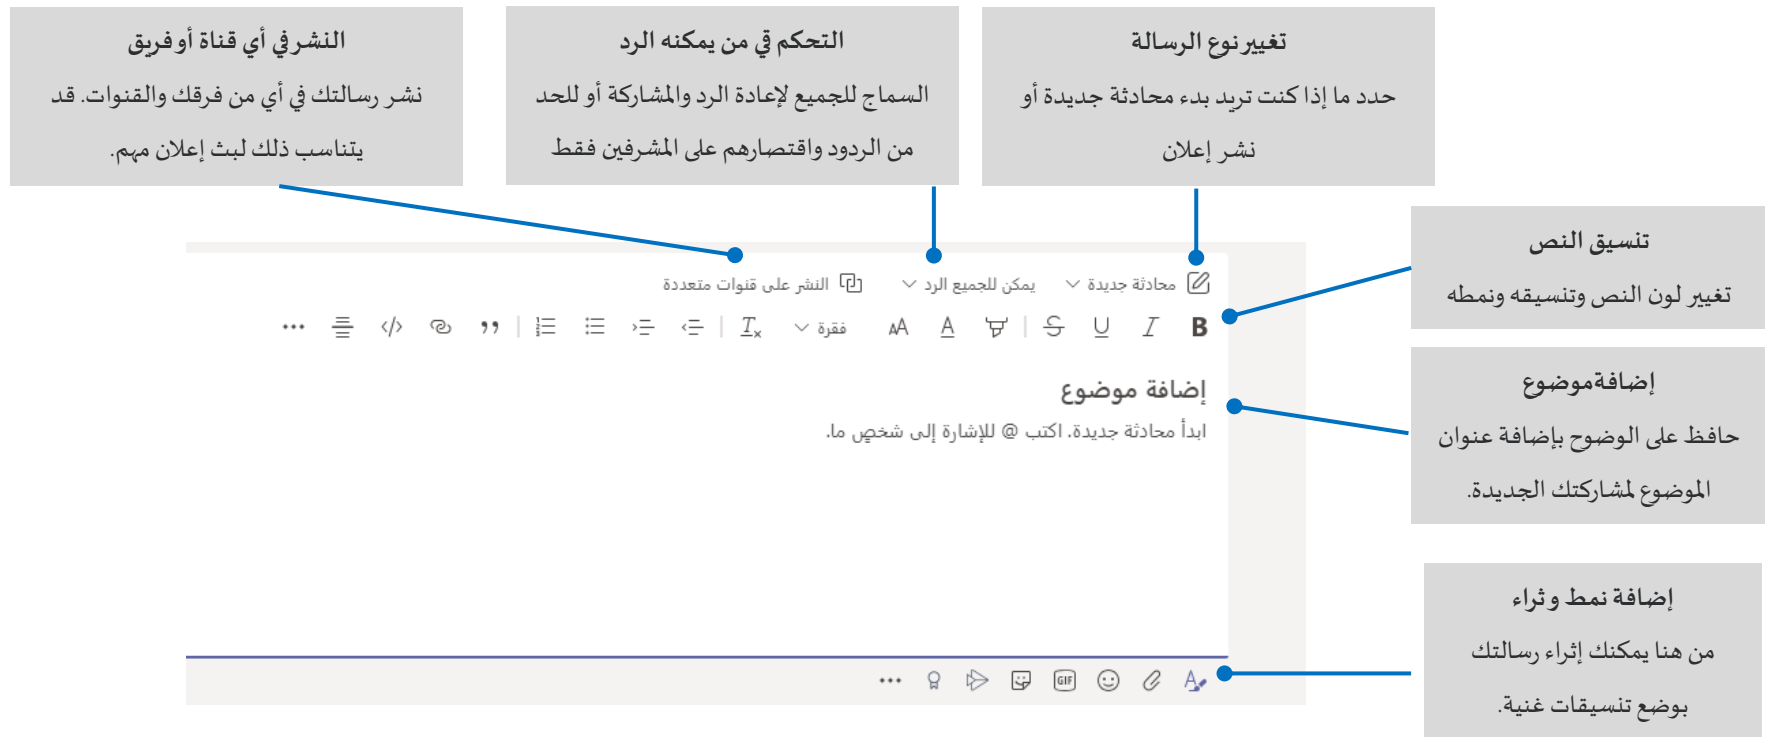 تغيير نوع الرسالة
حدد ما إذا كنت تريد بدء محادثة جديدة أو
نشر إعلان
التحكم في من يمكنه الرد
السماح للجميع لإعادة الرد والمشاركة أو للحد
من الردود واقتصارهم على المشرفين فقط
النشر في أي قناة أو فريق
نشر رسالتك في أي من فرقك والقنوات. قد
يتناسب ذلك لبث إعلان مهم.
تنسيق النص
تغيير لون النص وتنسيقه ونمطه
محادثة جديدة يمكن للجميع الرد النشر على قنوات متعددة
B I U S A AA فقرة Tx </> •••
إضافة موضوع
ابدأ محادثة جديدة. اكتب @ للإشارة إلى شخصٍ ما.
إضافة موضوع
حافظ على الوضوح بإضافة عنوان
الموضوع لمشاركتك الجديدة.
إضافة نمط وثراء
من هنا يمكنك إثراء رسالتك
بوضع تنسيقات غنية.
A GIF •••